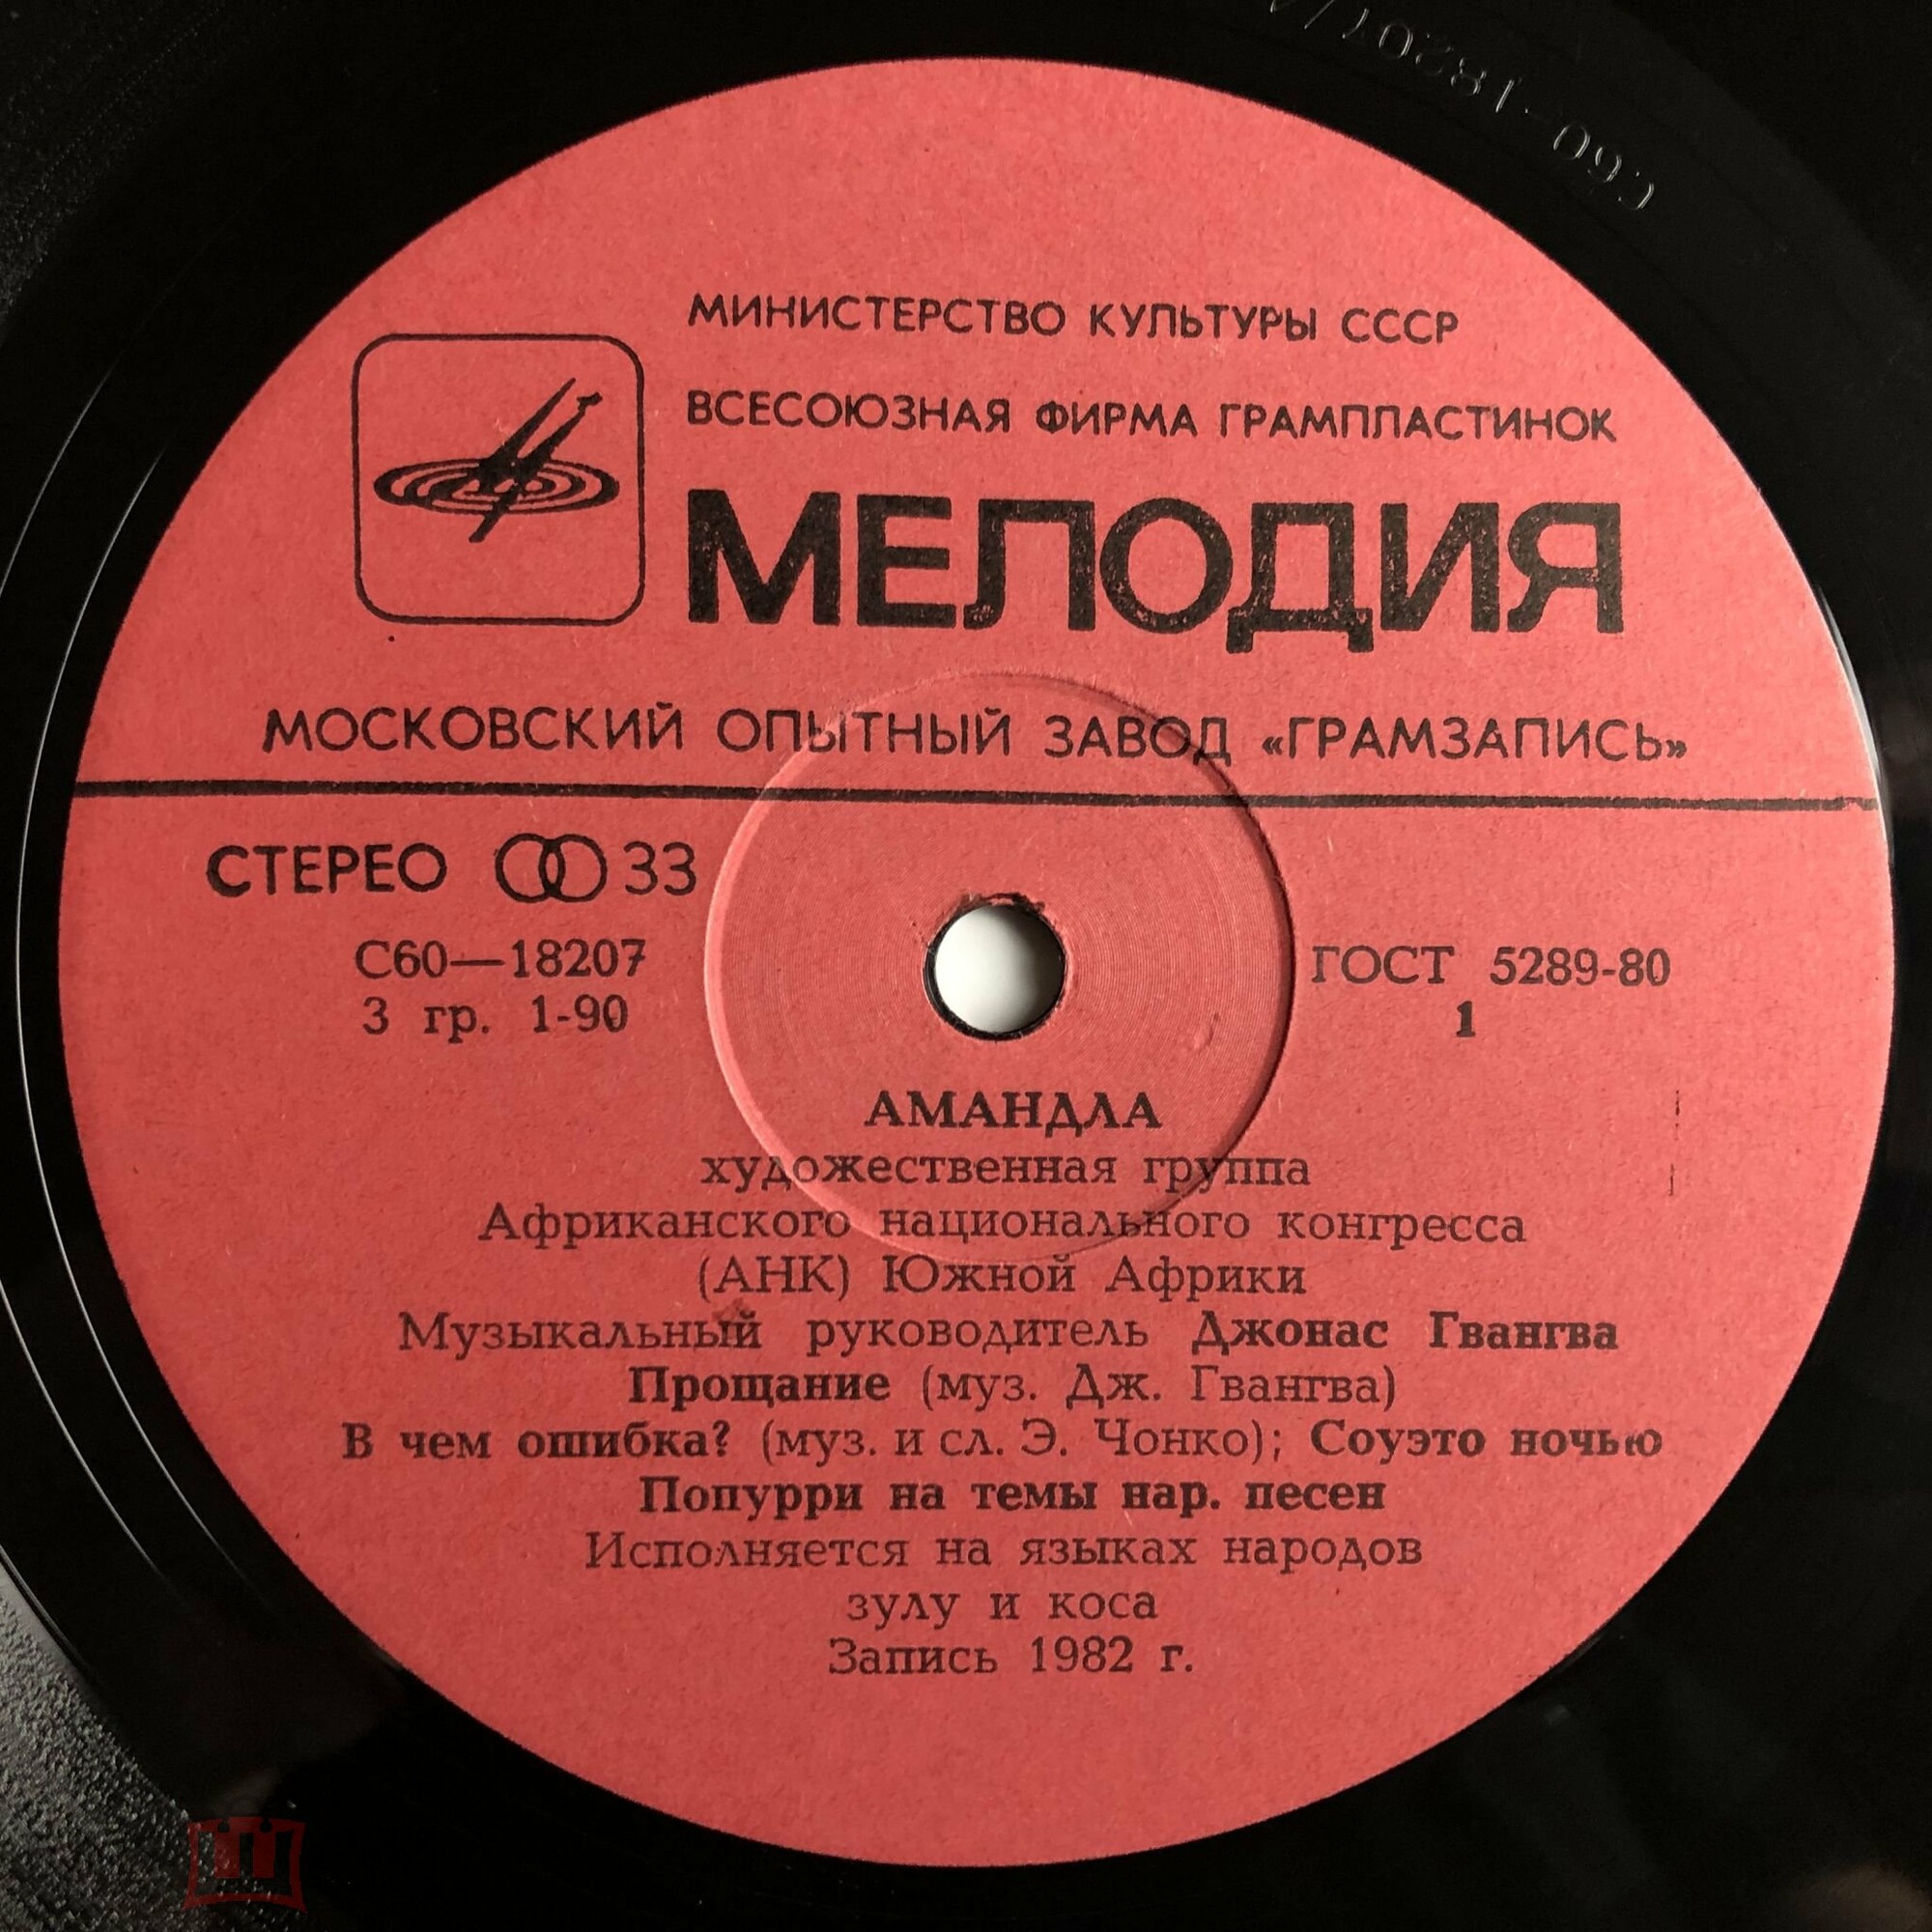 С60-18207/
МИНИСТЕРСТВО КУЛЬТУРЫ СССР
ВСЕСОЮЗНАЯ ФИРМА ГРАМПЛАСТИНОК
МЕЛОДИЯ
МОСКОВСКИЙ ОПЫТНЫЙ ЗАВОД «ГРАМЗАПИСЬ»
СТЕРЕО 33
С60—18207
3 гр. 1-90
ГОСТ 5289-80
1
АМАНДЛА
художественная группа
Африканского национального конгресса
(АНК) Южной Африки
Музыкальный руководитель Джонас Гвангва
Прощание (муз. Дж. Гвангва)
В чем ошибка? (муз. и сл. Э. Чонко); Соуэто ночью
Попурри на темы нар. песен
Исполняется на языках народов
зулу и коса
Запись 1982 г.